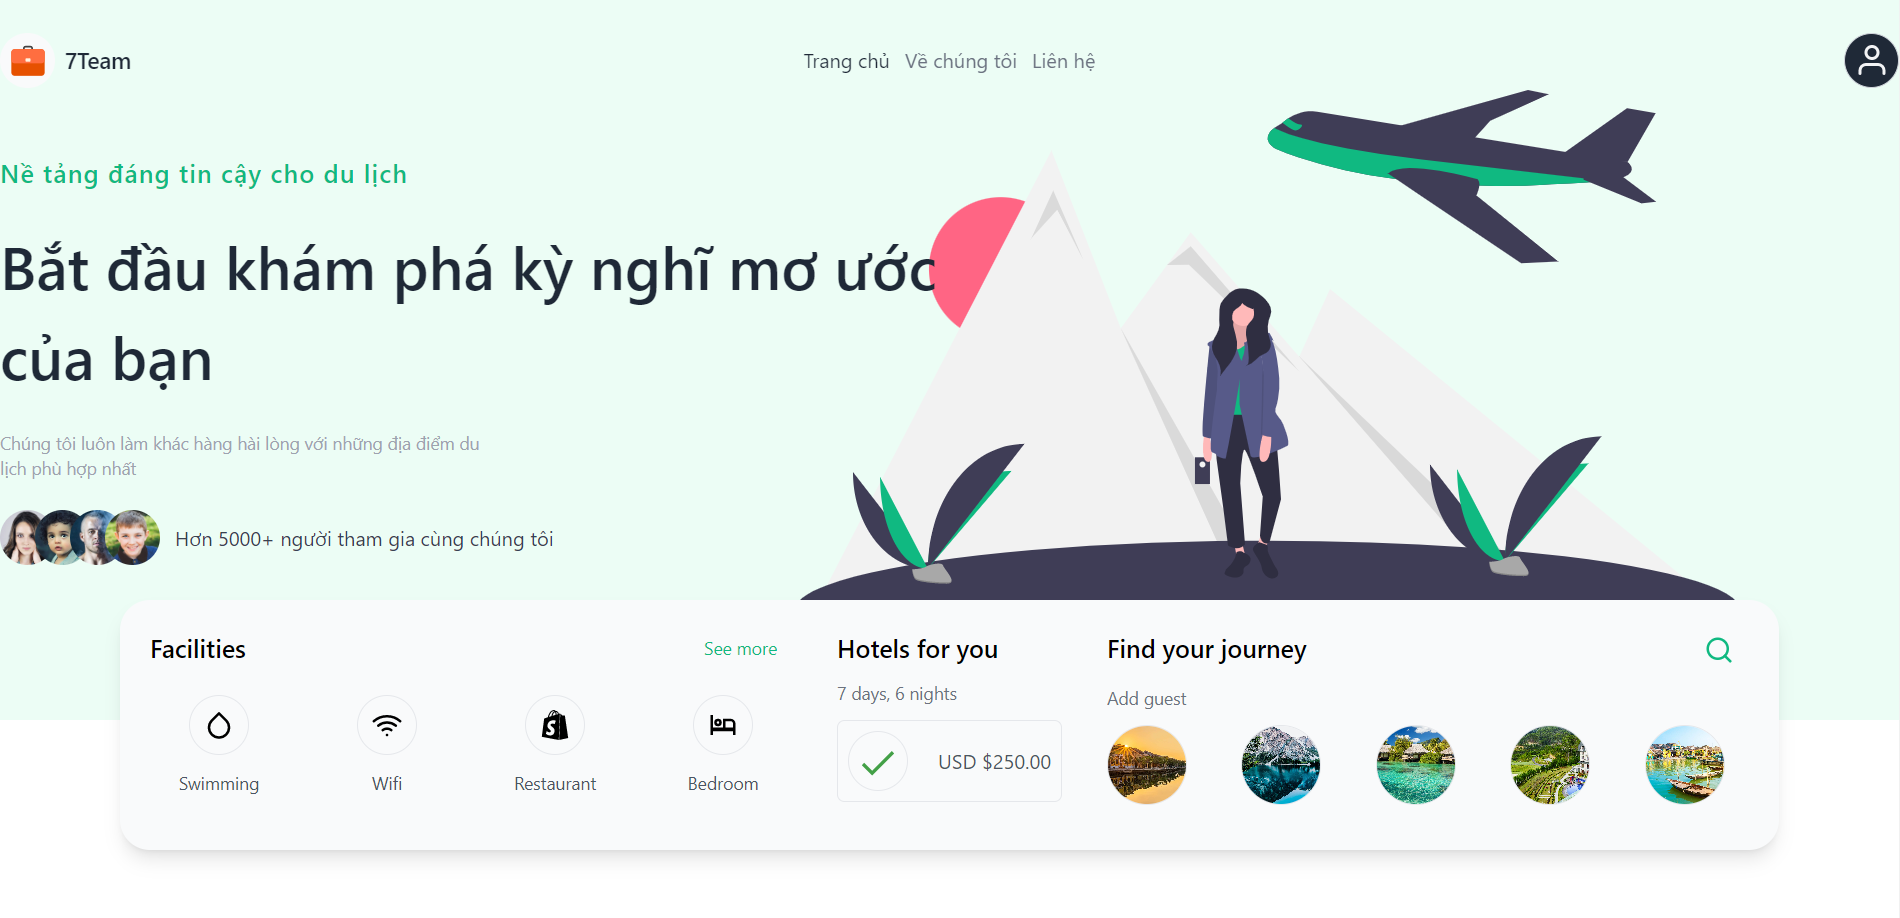 7Team
Trang chủ Về chúng tôi Liên hệ
Nề tảng đáng tin cậy cho du lịch
Bắt đầu khám phá kỳ nghĩ mơ ước
của bạn
Chúng tôi luôn làm khác hàng hài lòng với những địa điểm du
lịch phù hợp nhất
Hơn 5000+ người tham gia cùng chúng tôi
Facilities
See more
Swimming
Wifi
Restaurant
Bedroom
Hotels for you
7 days, 6 nights
USD $250.00
Find your journey
Add guest